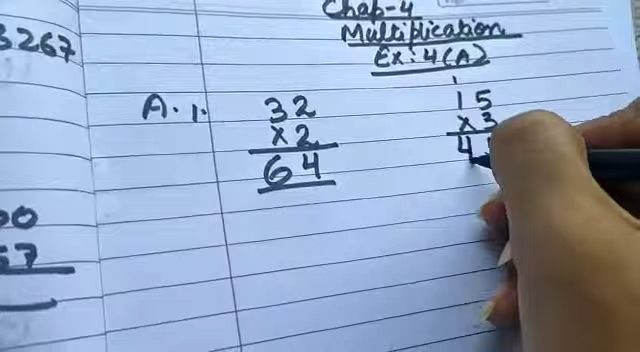 Chap-4
Multiplication
Ex: 4(A)
3267
A. 1.
32
x 2
64
1
15
x 3
4
00
57